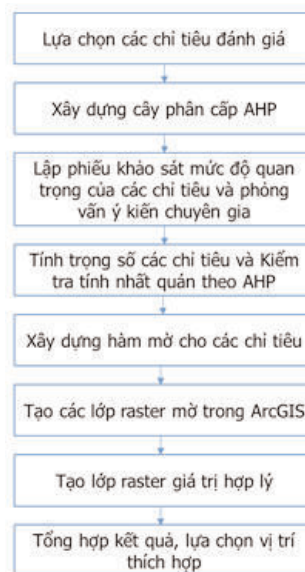 Lựa chọn các chỉ tiêu đánh giá
Xây dựng cây phân cấp AHP
Lập phiếu khảo sát mức độ quan
trọng của các chỉ tiêu và phỏng
vấn ý kiến chuyên gia
Tính trọng số các chỉ tiêu và Kiểm
tra tính nhất quán theo AHP
Xây dựng hàm mờ cho các chỉ tiêu
Tạo các lớp raster mờ trong ArcGIS
Tạo lớp raster giá trị hợp lý
Tổng hợp kết quả, lựa chọn vị trí
thích hợp